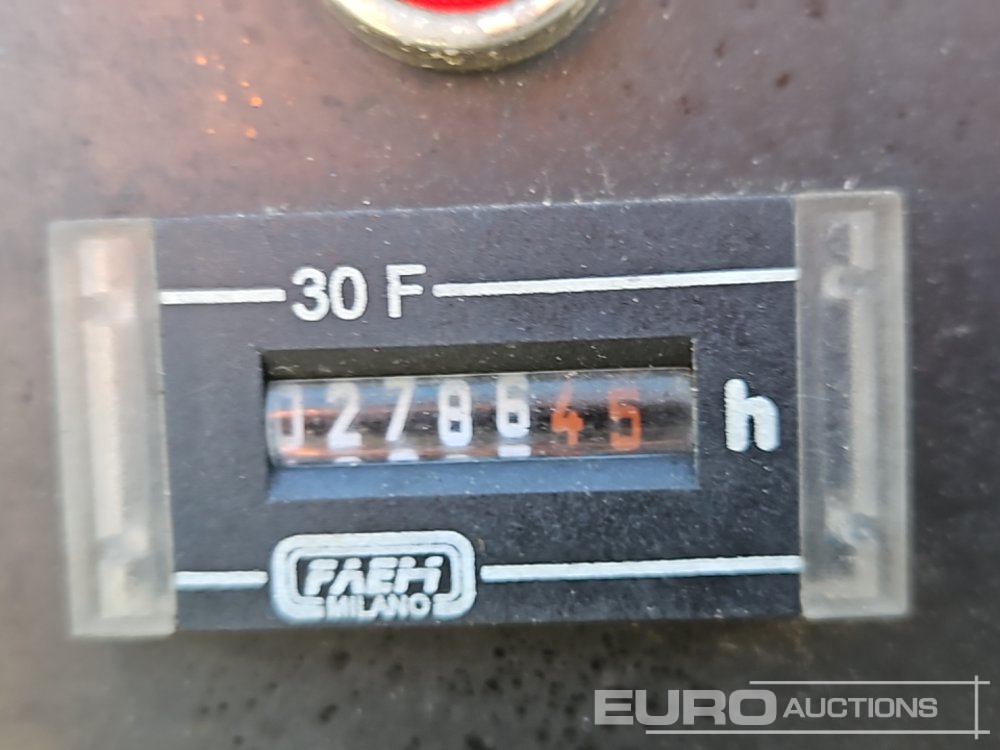 30 F
0278645 h
FAEM
MILANO
EURO AUCTIONS